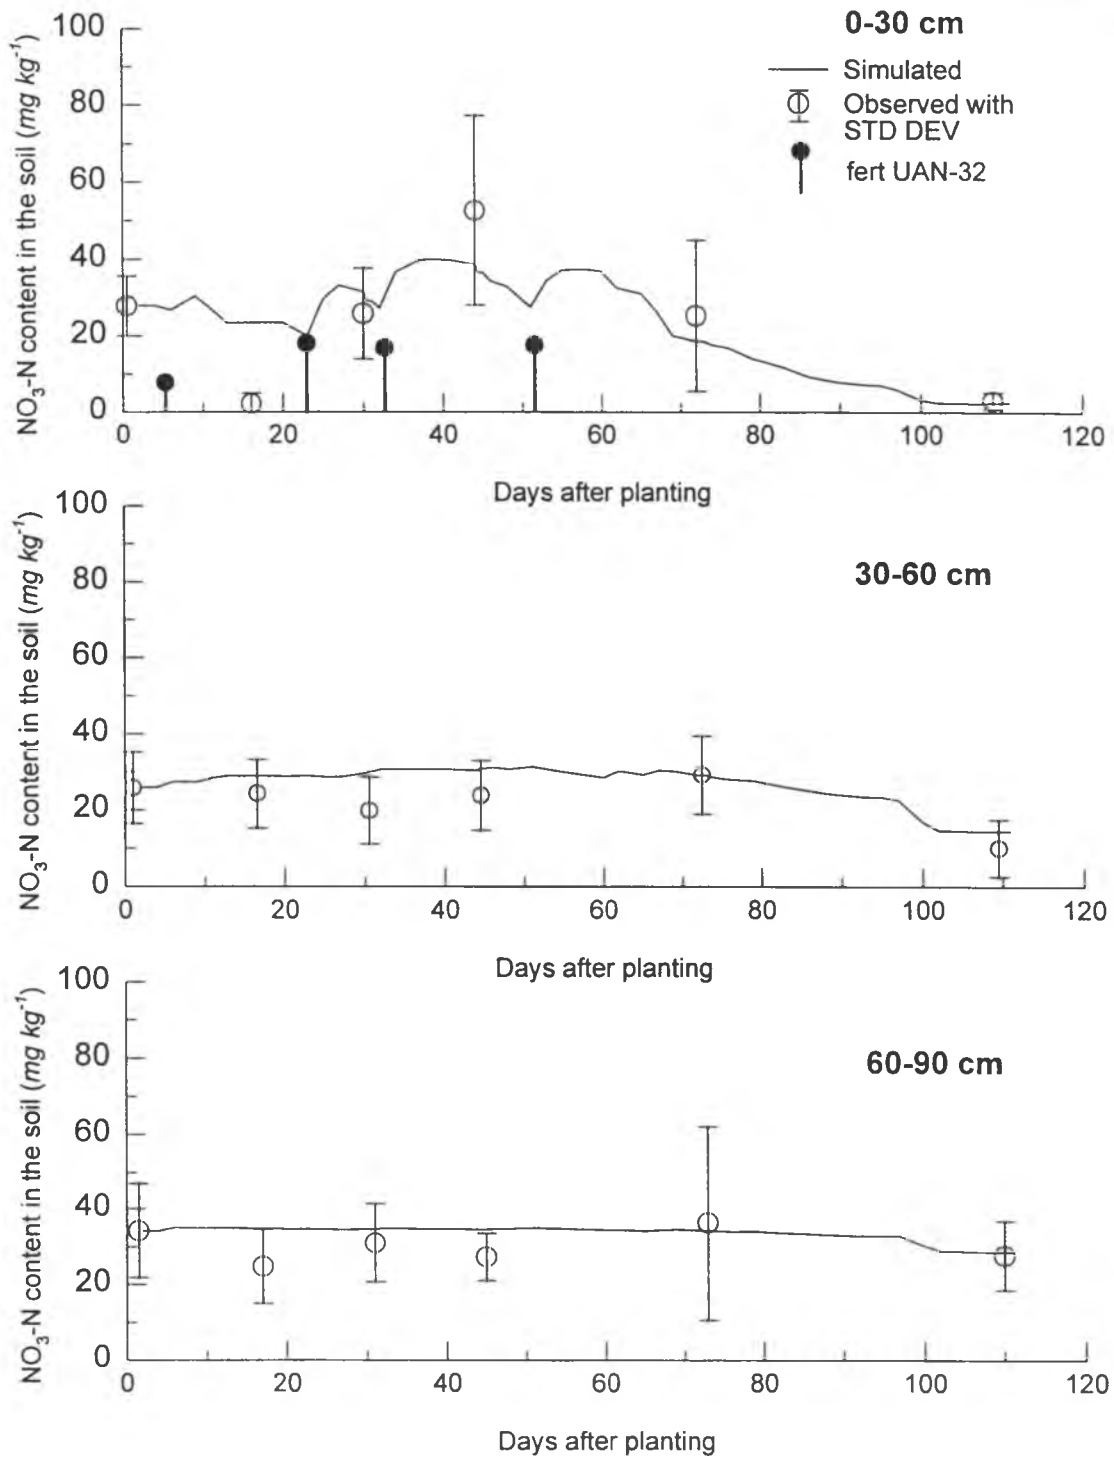 0-30 cm
Simulated
Observed with
STD DEV
fert UAN-32
NO₃-N content in the soil (mg kg⁻¹)
100
80
60
40
20
0
0 20 40 60 80 100 120
Days after planting
30-60 cm
NO₃-N content in the soil (mg kg⁻¹)
100
80
60
40
20
0
0 20 40 60 80 100 120
Days after planting
60-90 cm
NO₃-N content in the soil (mg kg⁻¹)
100
80
60
40
20
0
0 20 40 60 80 100 120
Days after planting